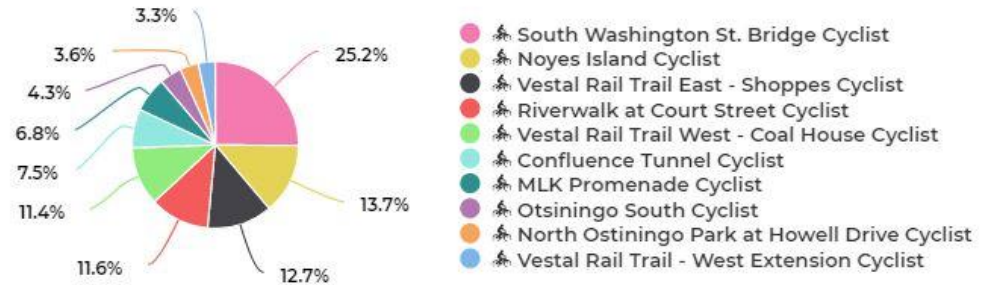 3.3%
3.6%
4.3%
6.8%
7.5%
11.4%
11.6%
12.7%
13.7%
25.2%
South Washington St. Bridge Cyclist
Noyes Island Cyclist
Vestal Rail Trail East - Shoppes Cyclist
Riverwalk at Court Street Cyclist
Vestal Rail Trail West - Coal House Cyclist
Confluence Tunnel Cyclist
MLK Promenade Cyclist
Otsiningo South Cyclist
North Ostiningo Park at Howell Drive Cyclist
Vestal Rail Trail - West Extension Cyclist